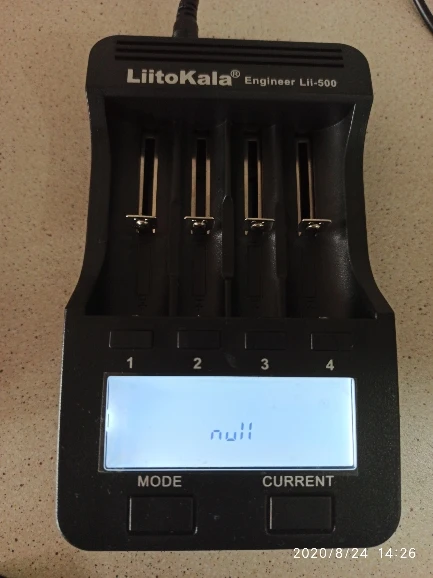 LiitoKala® Engineer Lii-500
1 2 3 4
null
MODE CURRENT
2020/8/24 14:26